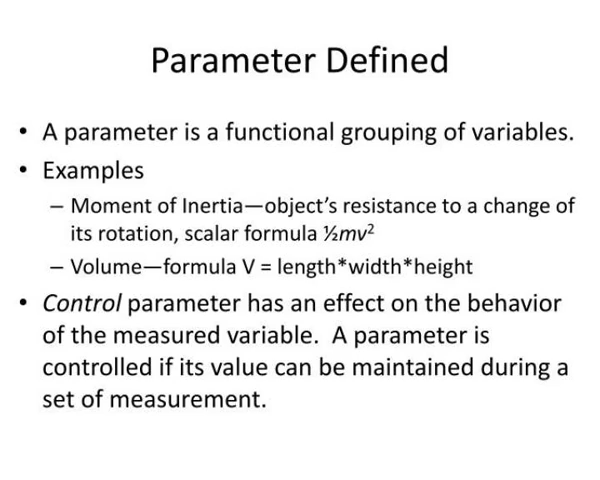 Parameter Defined
• A parameter is a functional grouping of variables.
• Examples
– Moment of Inertia—object’s resistance to a change of
its rotation, scalar formula ½mv²
– Volume—formula V = length*width*height
• Control parameter has an effect on the behavior
of the measured variable.  A parameter is
controlled if its value can be maintained during a
set of measurement.